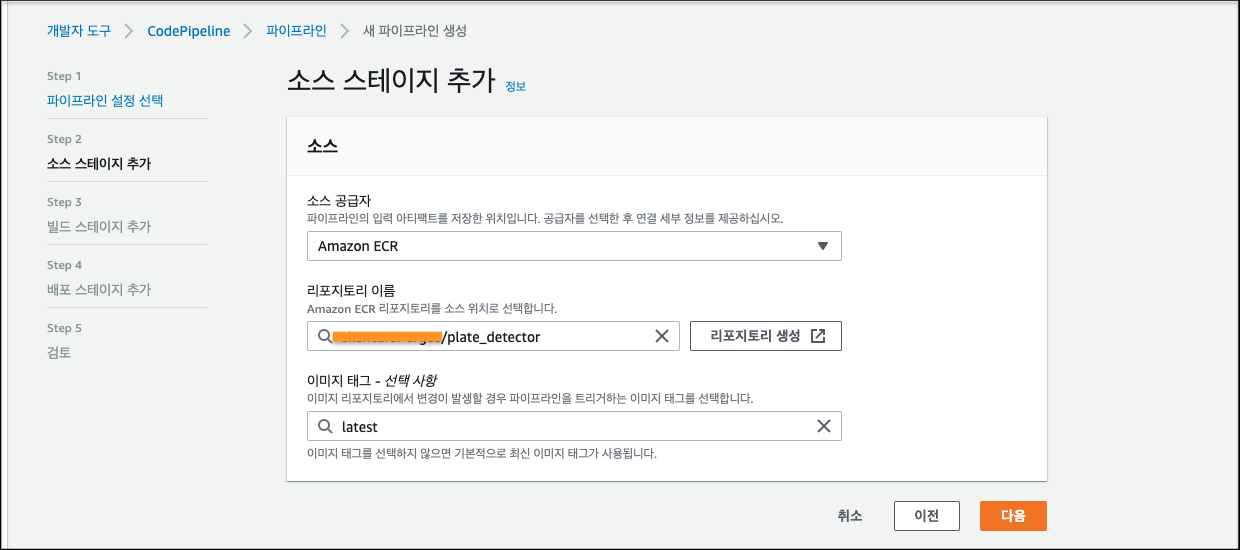 개발자 도구 > CodePipeline > 파이프라인 > 새 파이프라인 생성
Step 1
파이프라인 설정 선택
Step 2
소스 스테이지 추가
Step 3
빌드 스테이지 추가
Step 4
배포 스테이지 추가
Step 5
검토
소스 스테이지 추가 정보
소스
소스 공급자
파이프라인의 입력 아티팩트를 저장한 위치입니다. 공급자를 선택한 후 연결 세부 정보를 제공하십시오.
Amazon ECR
리포지토리 이름
Amazon ECR 리포지토리를 소스 위치로 선택합니다.
/plate_detector
리포지토리 생성
이미지 태그 - 선택 사항
이미지 리포지토리에서 변경이 발생할 경우 파이프라인을 트리거하는 이미지 태그를 선택합니다.
latest
이미지 태그를 선택하지 않으면 기본적으로 최신 이미지 태그가 사용됩니다.
취소 이전 다음